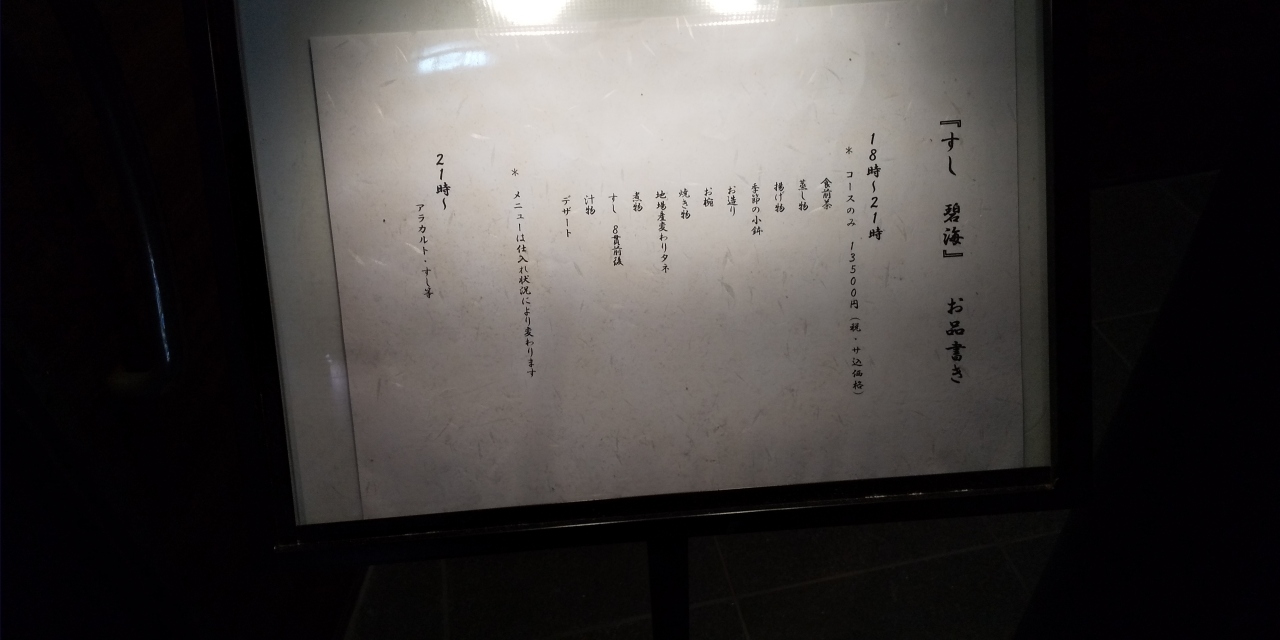 『すし 碧海』 お品書き
18時～21時
＊ コースのみ 13500円（税・サ込価格）
食前茶
蒸し物
揚げ物
季節の小鉢
お造り
お椀
焼き物
地場産変わりタネ
煮物
すし 8貫前後
汁物
デザート
＊ メニューは仕入れ状況により変わります
21時～
アラカルト・すし等